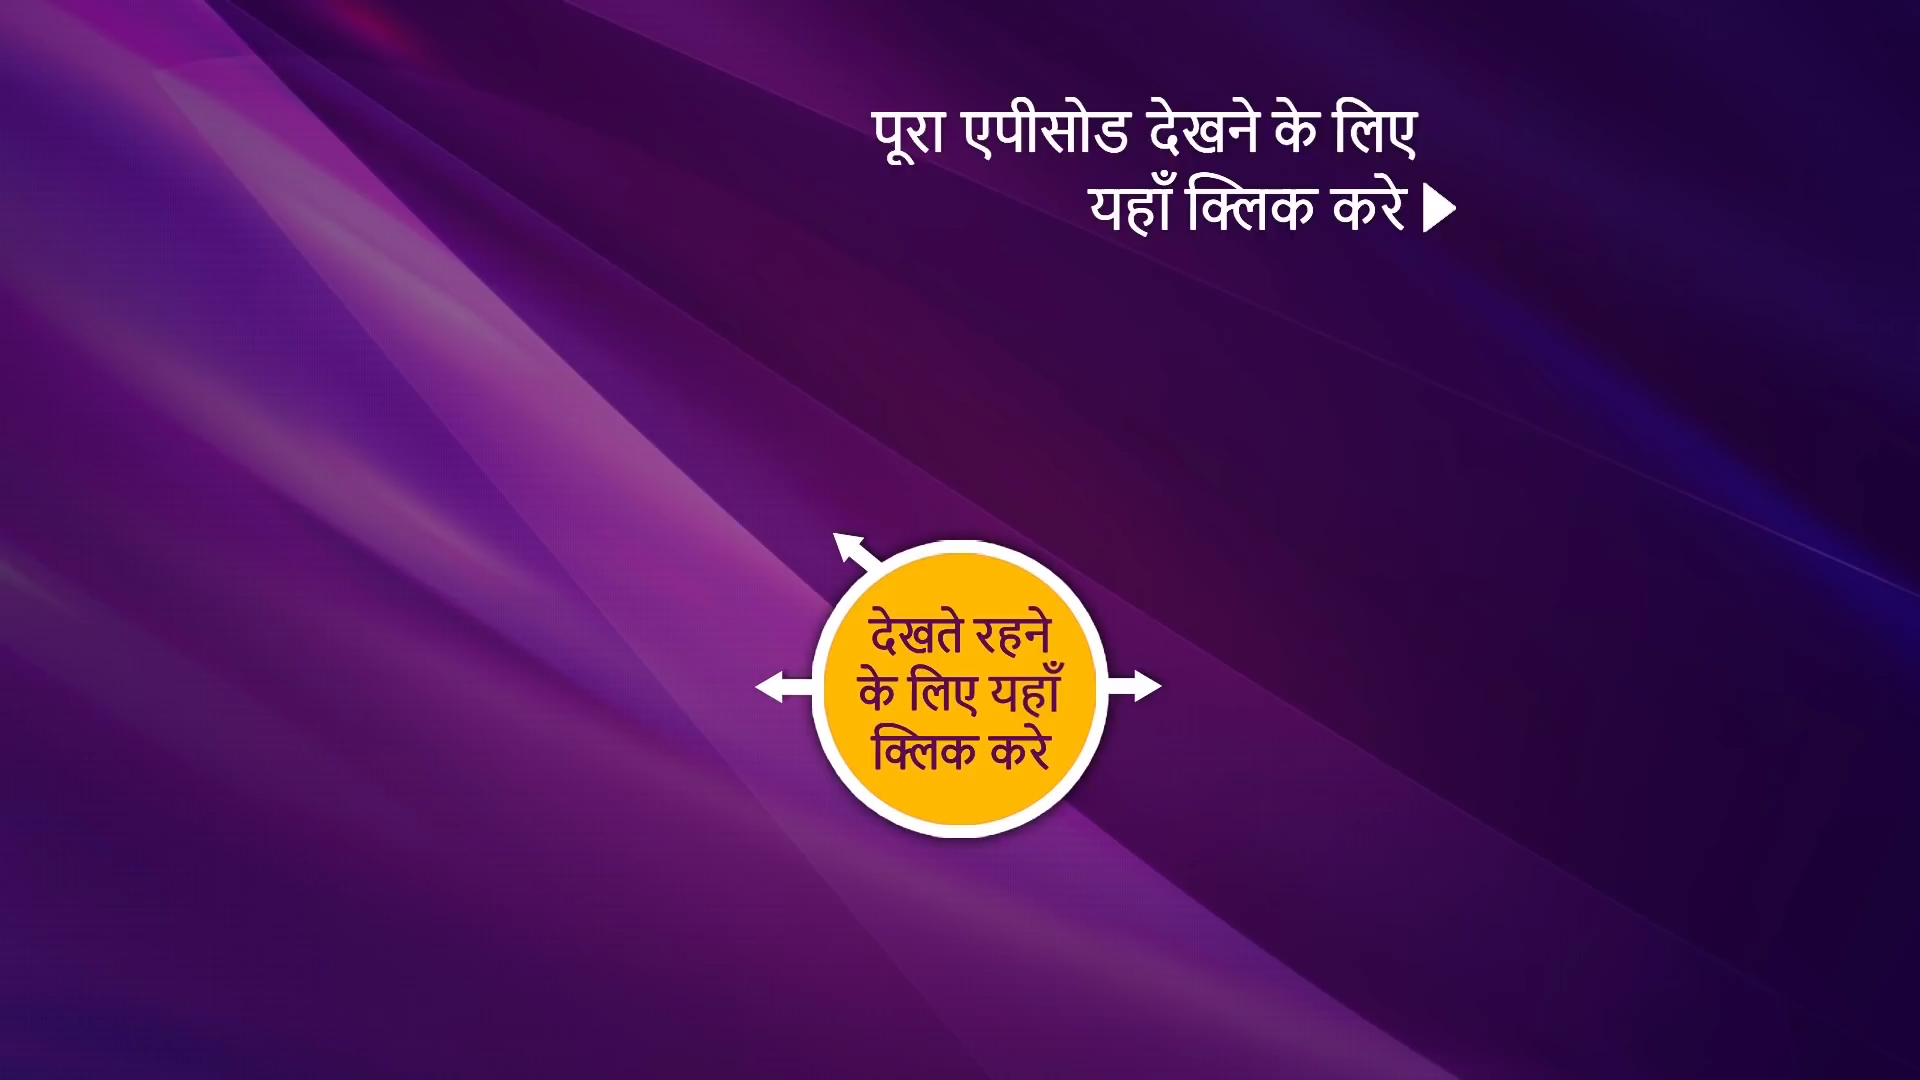 पूरा एपीसोड देखने के लिए
यहाँ क्लिक करे
देखते रहने
के लिए यहाँ
क्लिक करे